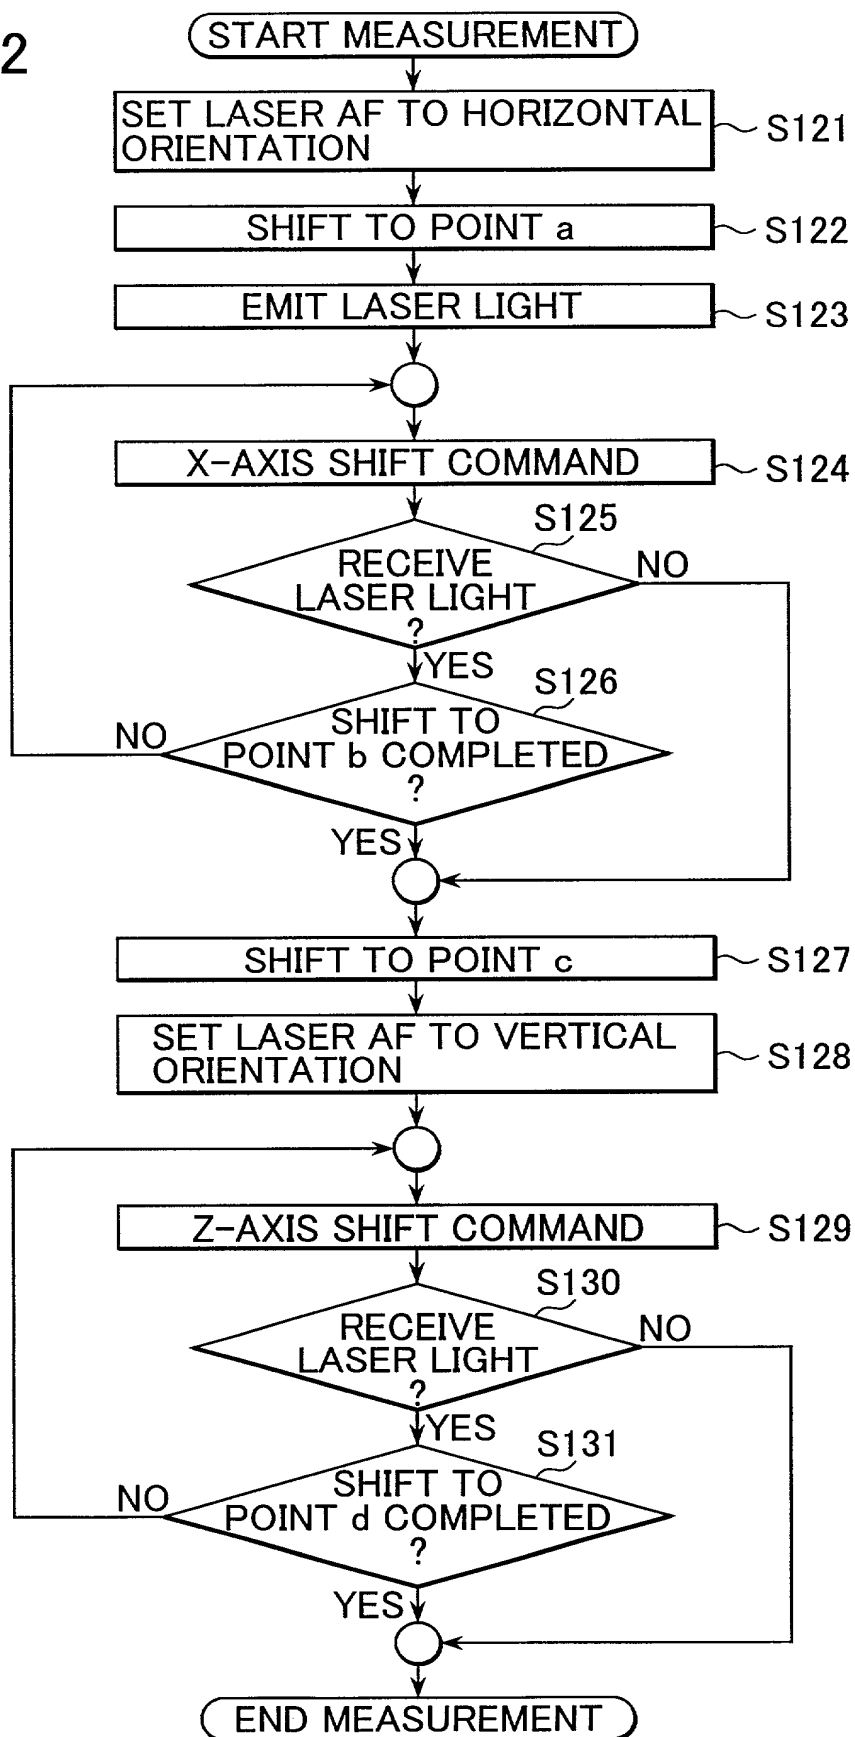 2
START MEASUREMENT
SET LASER AF TO HORIZONTAL
ORIENTATION
S121
SHIFT TO POINT a
S122
EMIT LASER LIGHT
S123
X-AXIS SHIFT COMMAND
S124
S125
RECEIVE
LASER LIGHT
?
NO
YES
S126
SHIFT TO
POINT b COMPLETED
?
NO
YES
SHIFT TO POINT c
S127
SET LASER AF TO VERTICAL
ORIENTATION
S128
Z-AXIS SHIFT COMMAND
S129
S130
RECEIVE
LASER LIGHT
?
NO
YES
S131
SHIFT TO
POINT d COMPLETED
?
NO
YES
END MEASUREMENT